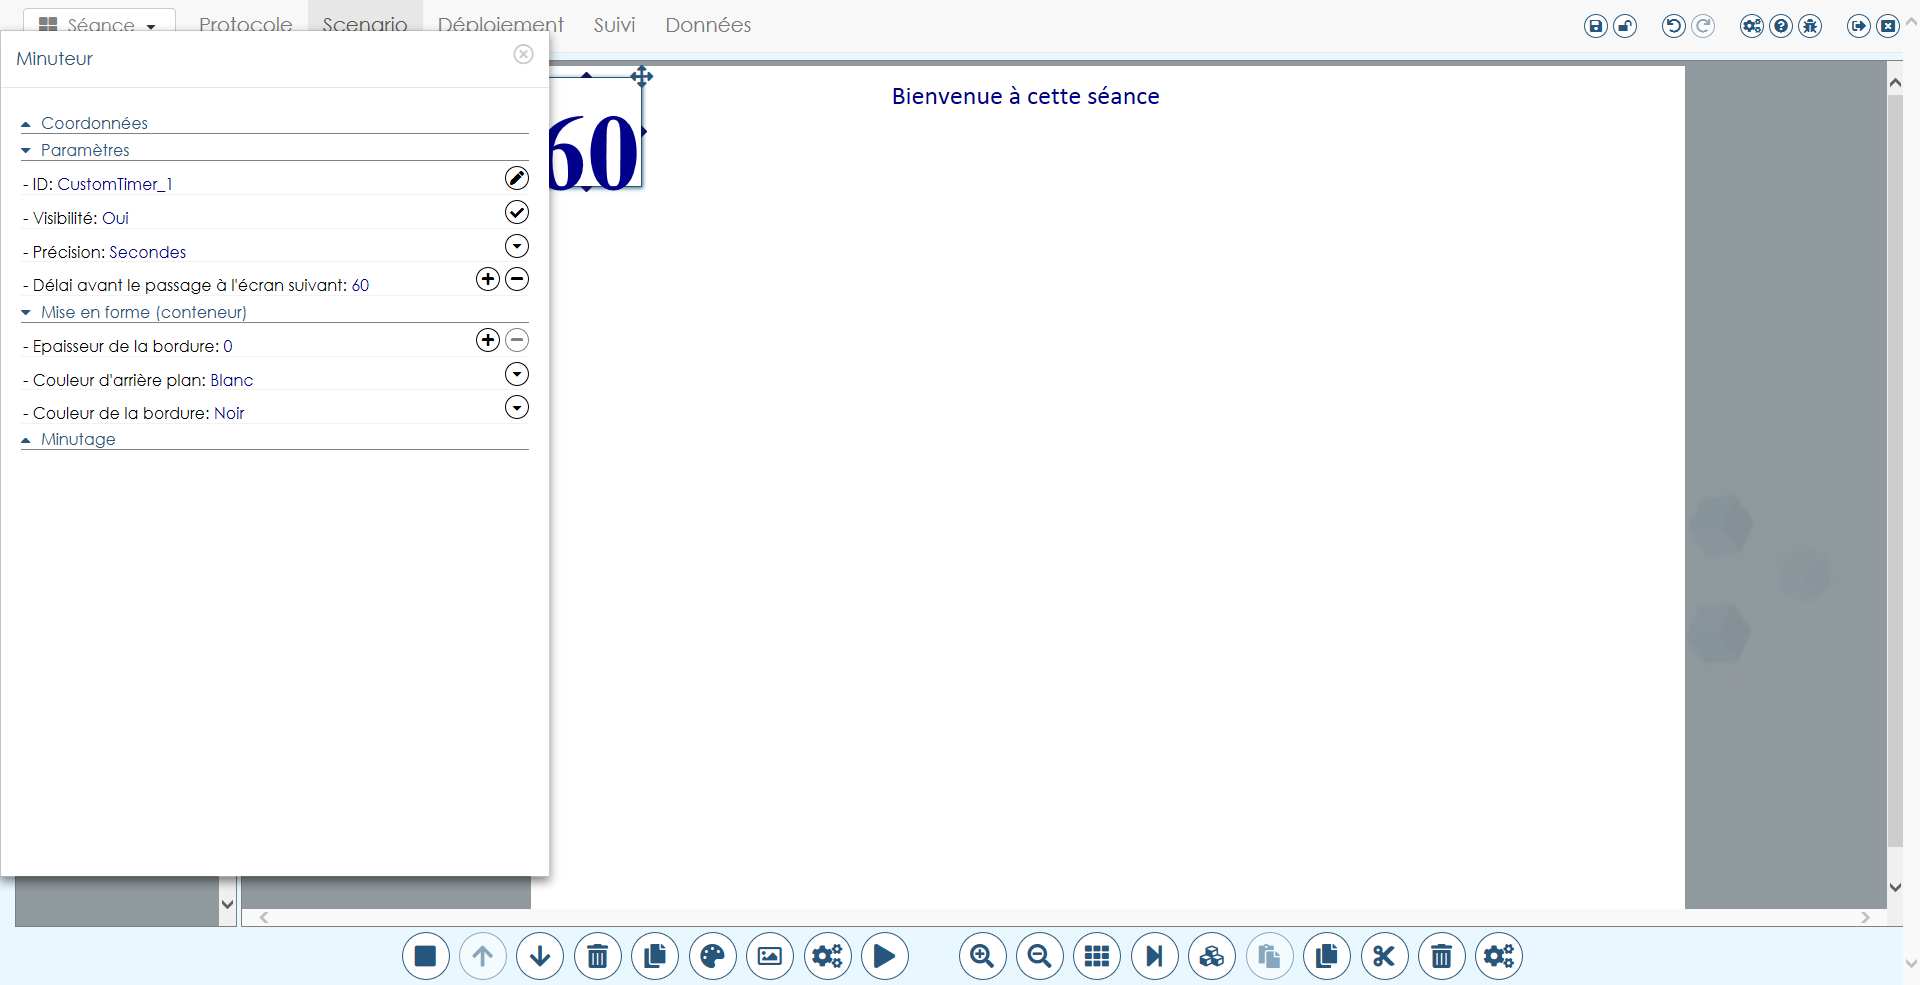 Séance
Protocole
Scenario
Déploiement
Suivi
Données
Minuteur
Coordonnées
Paramètres
- ID: CustomTimer_1
- Visibilité: Oui
- Précision: Secondes
- Délai avant le passage à l'écran suivant: 60
Mise en forme (conteneur)
- Epaisseur de la bordure: 0
- Couleur d'arrière plan: Blanc
- Couleur de la bordure: Noir
Minutage
60
Bienvenue à cette séance